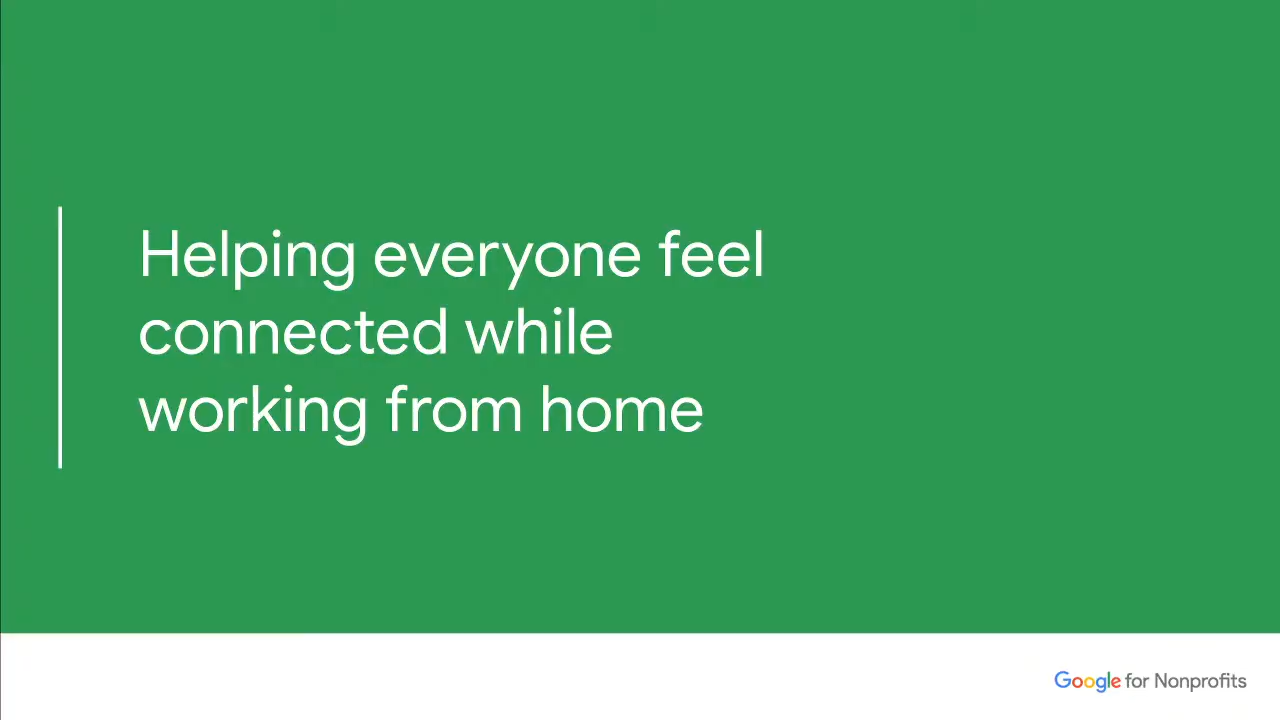 Helping everyone feel
connected while
working from home
Google for Nonprofits